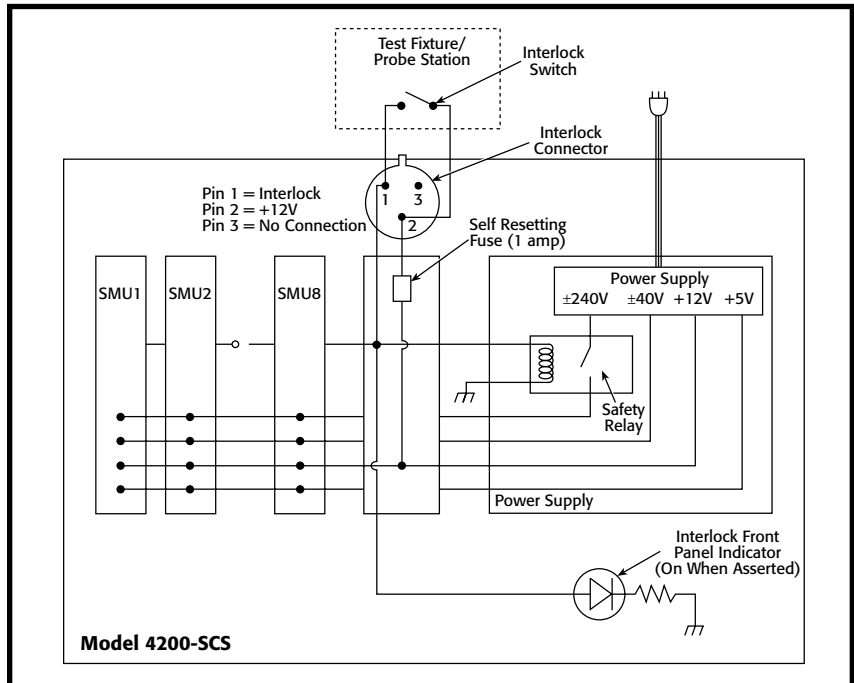 Test Fixture/
Probe Station
Interlock
Switch
Interlock
Connector
Pin 1 = Interlock
Pin 2 = +12V
Pin 3 = No Connection
1
3
2
Self Resetting
Fuse (1 amp)
SMU1
SMU2
SMU8
Power Supply
±240V ±40V +12V +5V
Safety
Relay
Power Supply
Interlock Front
Panel Indicator
(On When Asserted)
Model 4200-SCS